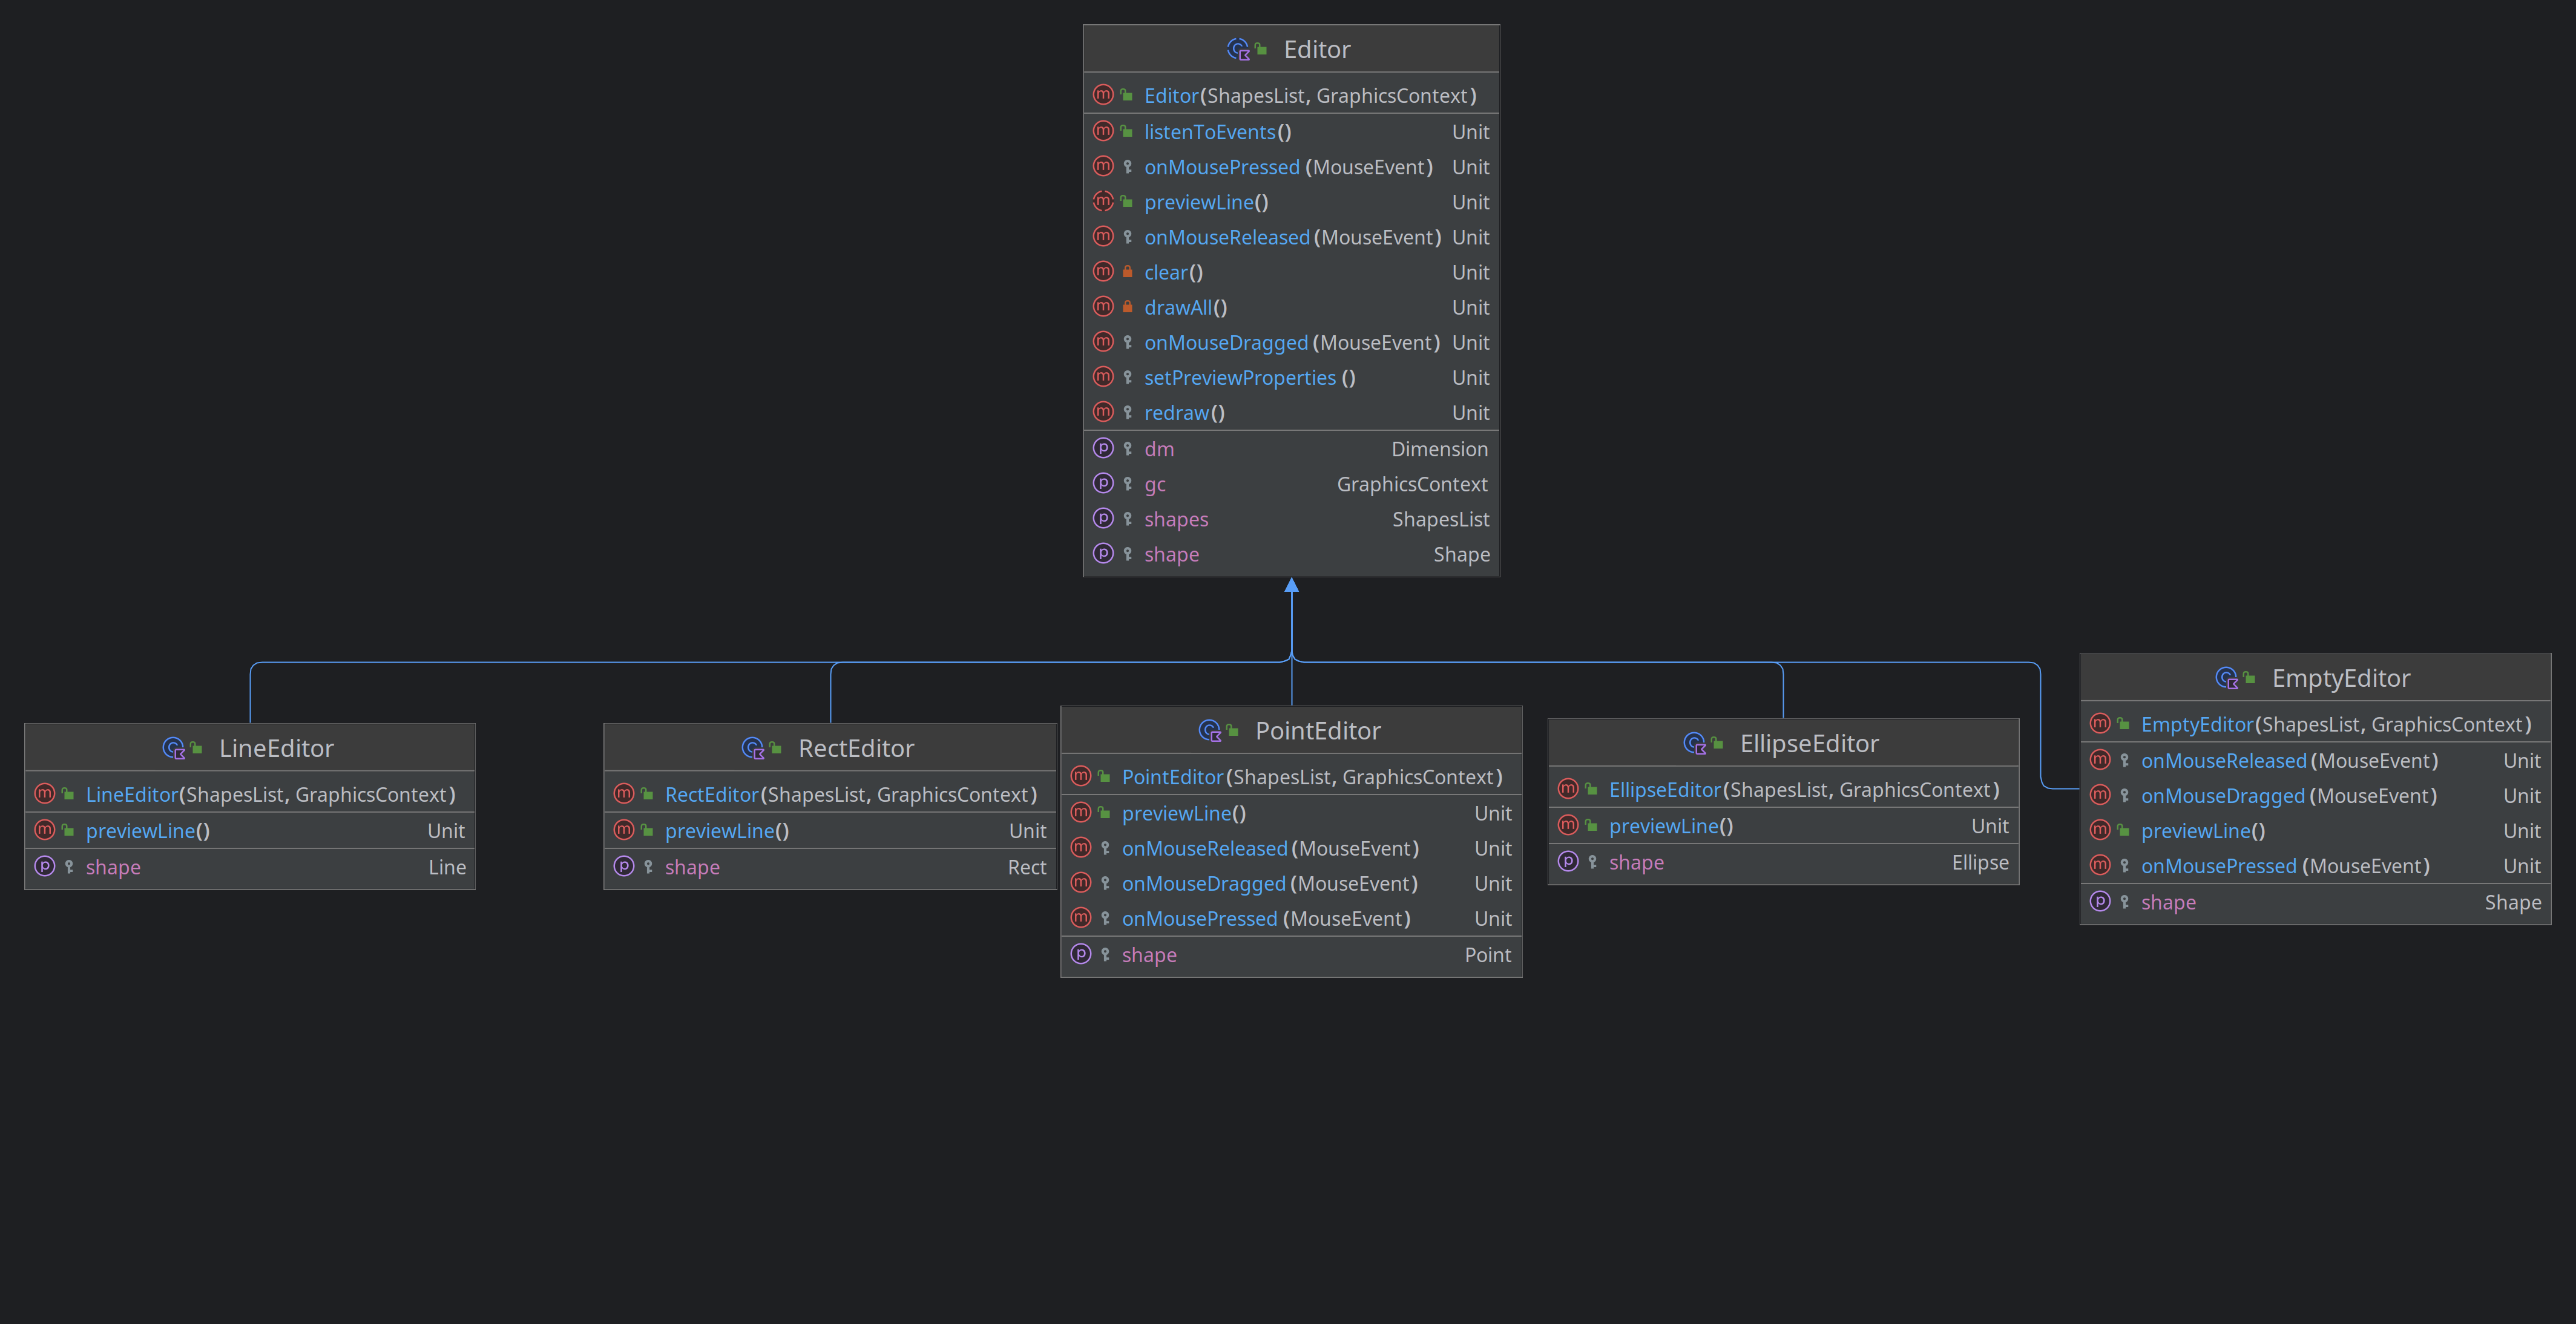 Editor
Editor(ShapesList, GraphicsContext)
listenToEvents() Unit
onMousePressed(MouseEvent) Unit
previewLine() Unit
onMouseReleased(MouseEvent) Unit
clear() Unit
drawAll() Unit
onMouseDragged(MouseEvent) Unit
setPreviewProperties() Unit
redraw() Unit
dm Dimension
gc GraphicsContext
shapes ShapesList
shape Shape
LineEditor
LineEditor(ShapesList, GraphicsContext)
previewLine() Unit
shape Line
RectEditor
RectEditor(ShapesList, GraphicsContext)
previewLine() Unit
shape Rect
PointEditor
PointEditor(ShapesList, GraphicsContext)
previewLine() Unit
onMouseReleased(MouseEvent) Unit
onMouseDragged(MouseEvent) Unit
onMousePressed(MouseEvent) Unit
shape Point
EllipseEditor
EllipseEditor(ShapesList, GraphicsContext)
previewLine() Unit
shape Ellipse
EmptyEditor
EmptyEditor(ShapesList, GraphicsContext)
onMouseReleased(MouseEvent) Unit
onMouseDragged(MouseEvent) Unit
previewLine() Unit
onMousePressed(MouseEvent) Unit
shape Shape